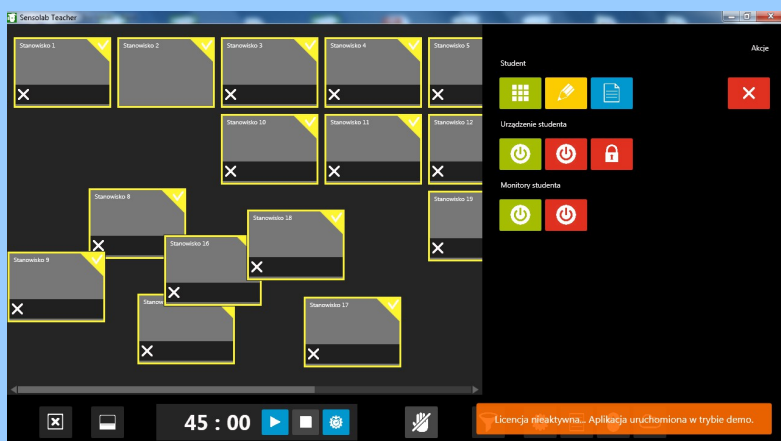 Sensolab Teacher
Stanowisko 1
Stanowisko 2
Stanowisko 3
Stanowisko 4
Stanowisko 5
Akcje
Student
Stanowisko 10
Stanowisko 11
Stanowisko 12
Urządzenie studenta
Monitory studenta
Stanowisko 8
Stanowisko 19
Stanowisko 18
Stanowisko 16
Stanowisko 9
Stanow
Stanowisko 17
45 : 00
Licencja nieaktywna... Aplikacja uruchomiona w trybie demo.